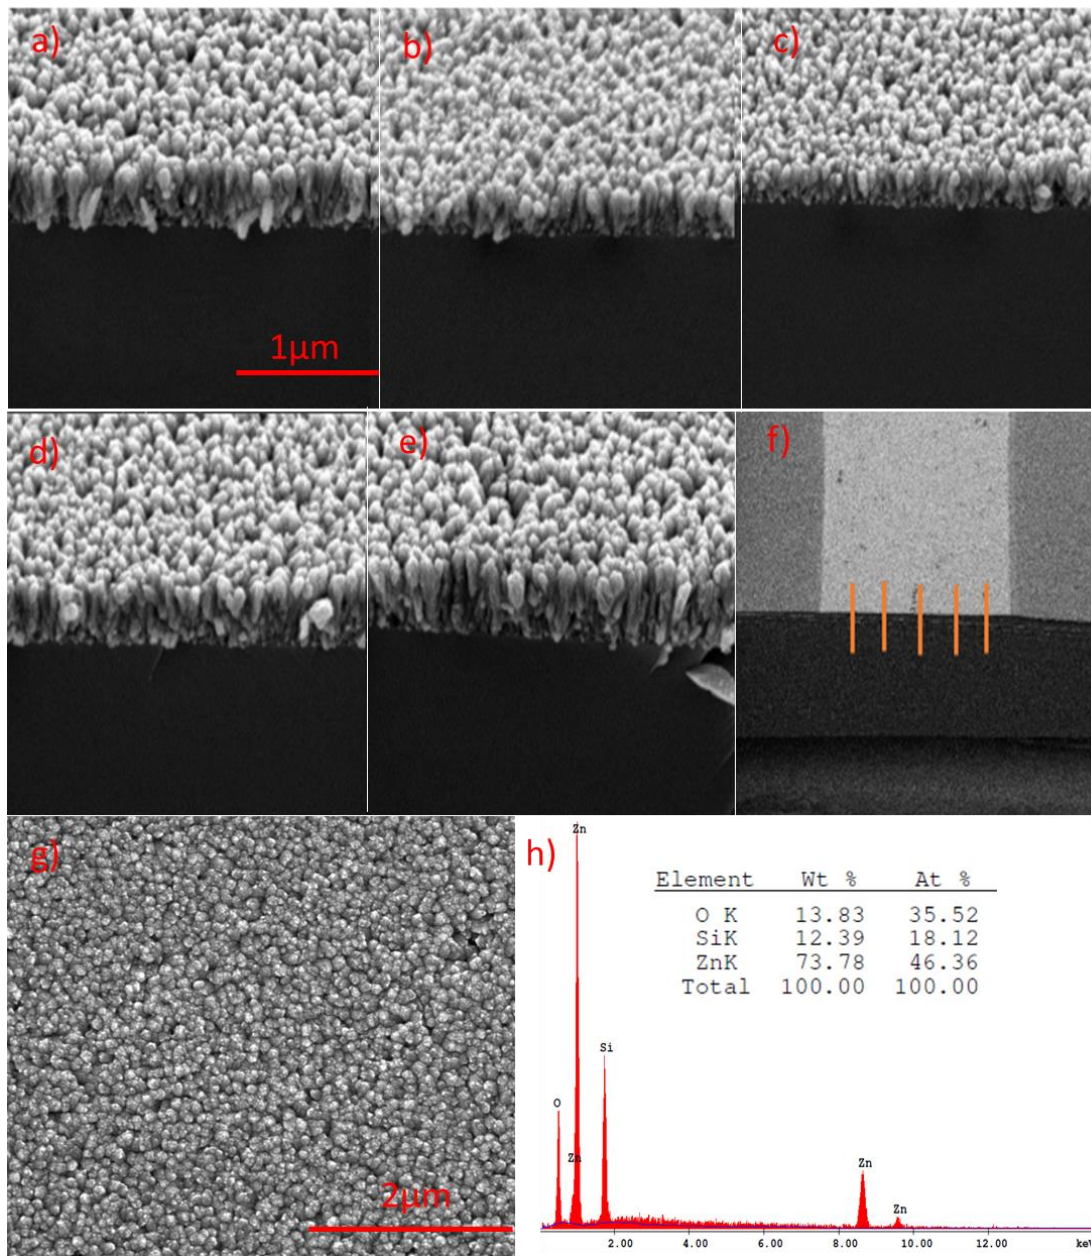 a)
b)
c)
1µm
d)
e)
f)
g)
2µm
h)
Element Wt % At %
O K 13.83 35.52
SiK 12.39 18.12
ZnK 73.78 46.36
Total 100.00 100.00
Zn
Si
O
Zn
Zn
Zn
2.00 4.00 6.00 8.00 10.00 12.00 keV